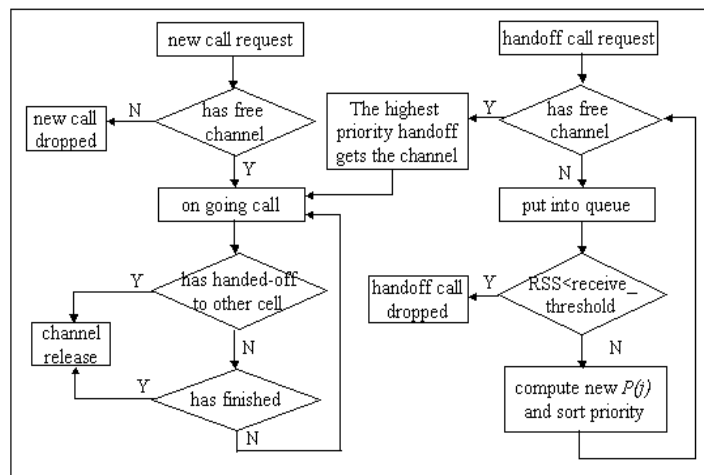 new call request
has free
channel
N
new call
dropped
Y
on going call
has handed-off
to other cell
Y
channel
release
N
has finished
Y
N
handoff call request
has free
channel
Y
The highest
priority handoff
gets the channel
N
put into queue
RSS<receive_
threshold
Y
handoff call
dropped
N
compute new P(j)
and sort priority